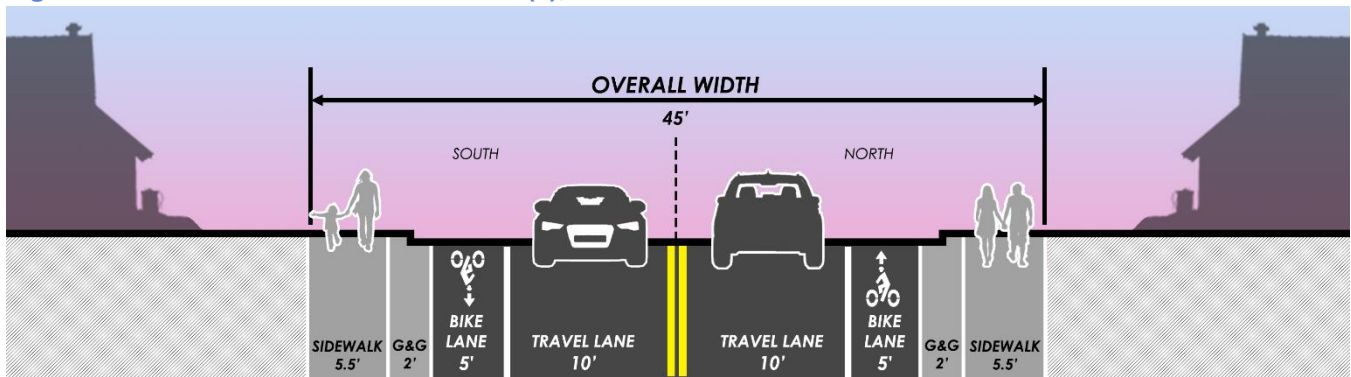 OVERALL WIDTH
45'
SOUTH
NORTH
SIDEWALK
5.5'
G&G
2'
BIKE
LANE
5'
TRAVEL LANE
10'
TRAVEL LANE
10'
BIKE
LANE
5'
G&G
2'
SIDEWALK
5.5'